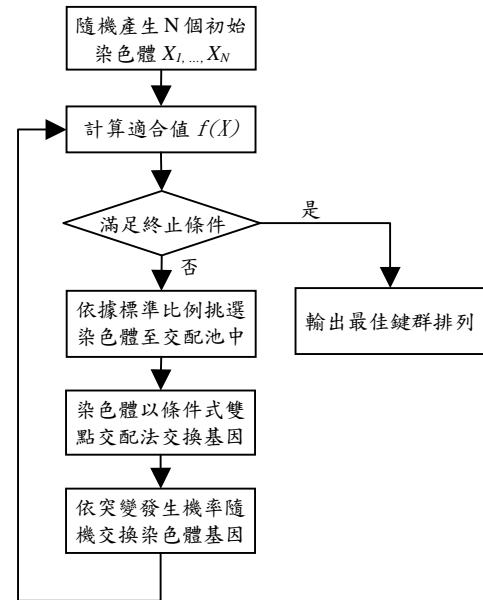 隨機產生 N 個初始
染色體 X1, ..., XN
計算適合值 f(X)
滿足終止條件
是
否
依據標準比例挑選
染色體至交配池中
輸出最佳鍵群排列
染色體以條件式雙
點交配法交換基因
依突變發生機率隨
機交換染色體基因